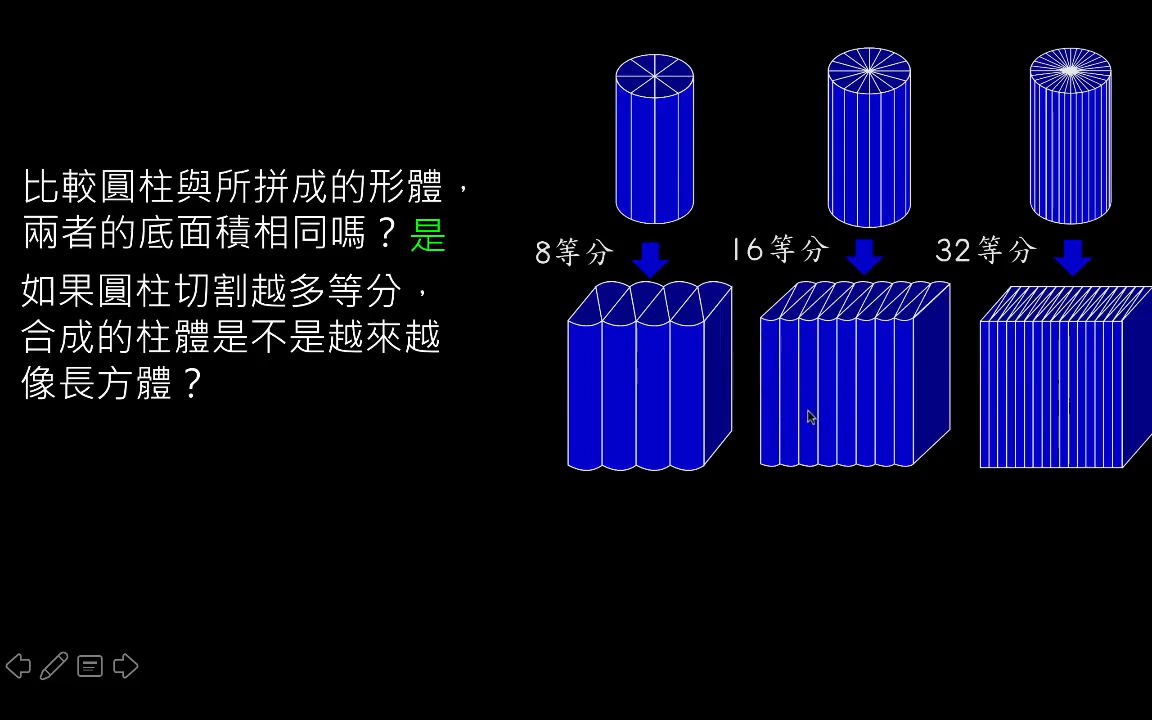 比較圓柱與所拼成的形體，
兩者的底面積相同嗎？是
如果圓柱切割越多等分，
合成的柱體是不是越來越
像長方體？
8等分
16等分
32等分